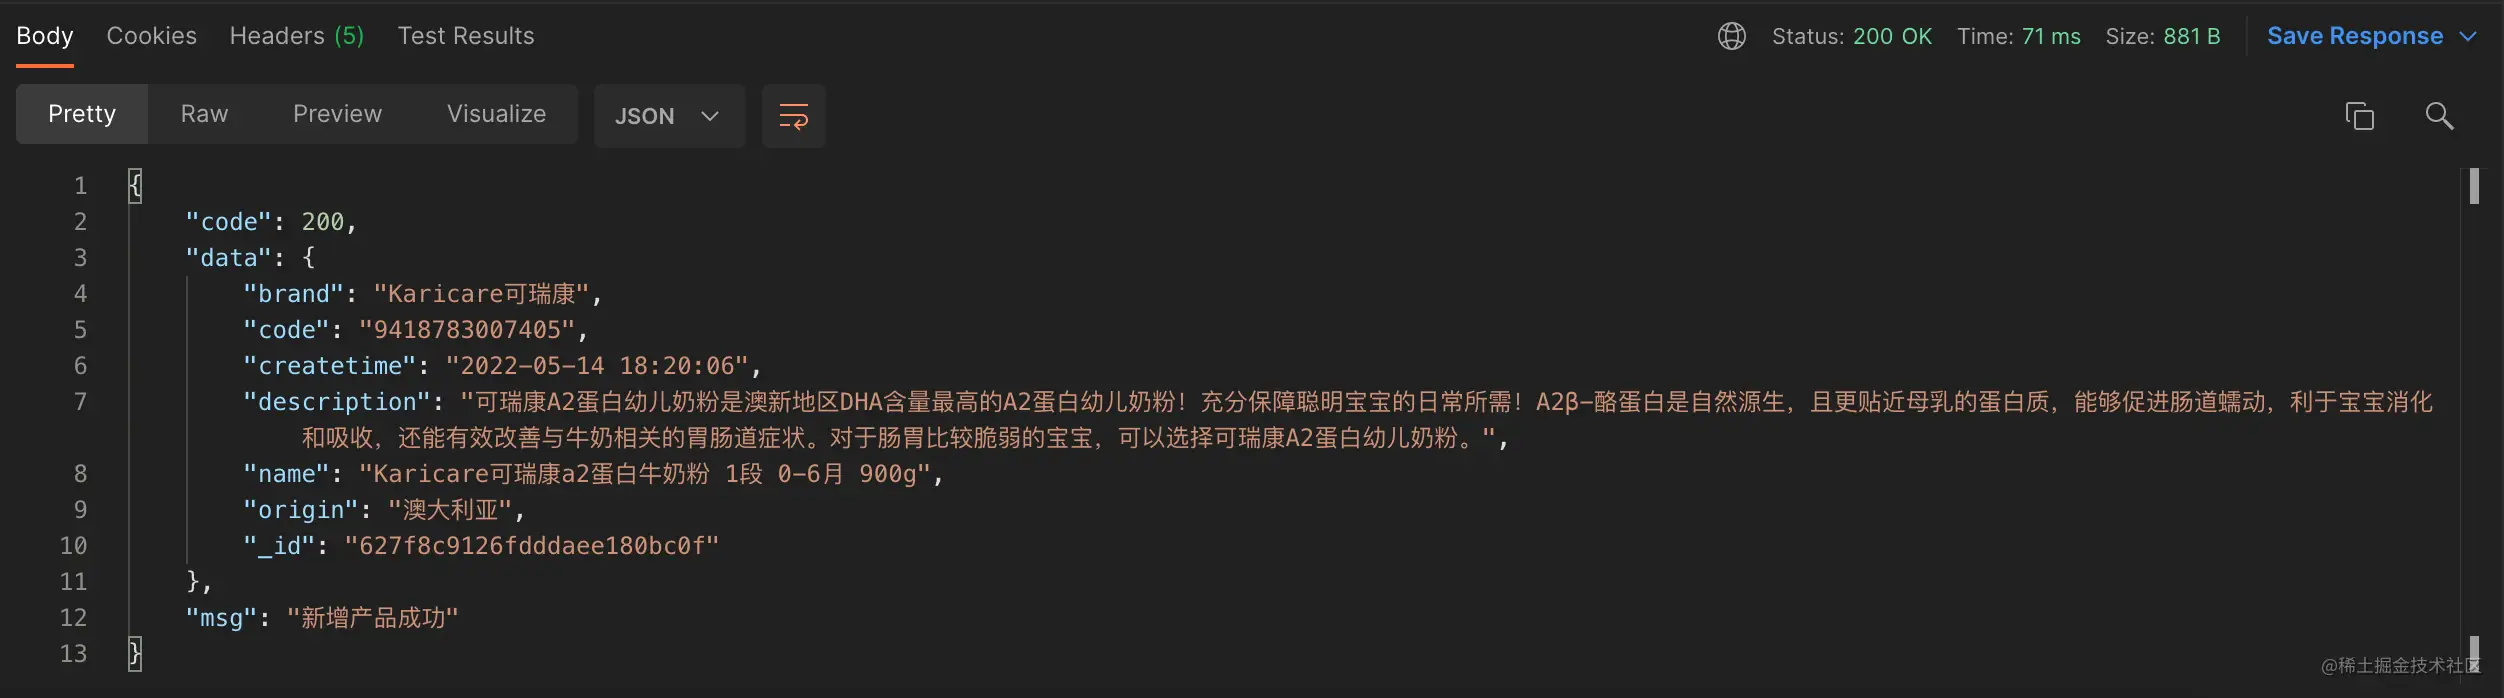 Body Cookies Headers (5) Test Results Status: 200 OK Time: 71 ms Size: 881 B Save Response
Pretty Raw Preview Visualize JSON
1 {
2 "code": 200,
3 "data": {
4 "brand": "Karicare可瑞康",
5 "code": "9418783007405",
6 "createtime": "2022-05-14 18:20:06",
7 "description": "可瑞康A2蛋白幼儿奶粉是澳新地区DHA含量最高的A2蛋白幼儿奶粉！充分保障聪明宝宝的日常所需！A2β-酪蛋白是自然源生，且更贴近母乳的蛋白质，能够促进肠道蠕动，利于宝宝消化
和吸收，还能有效改善与牛奶相关的胃肠道症状。对于肠胃比较脆弱的宝宝，可以选择可瑞康A2蛋白幼儿奶粉。",
8 "name": "Karicare可瑞康a2蛋白牛奶粉 1段 0-6月 900g",
9 "origin": "澳大利亚",
10 "_id": "627f8c9126fdddaee180bc0f"
11 },
12 "msg": "新增产品成功"
13 }
@稀土掘金技术社区